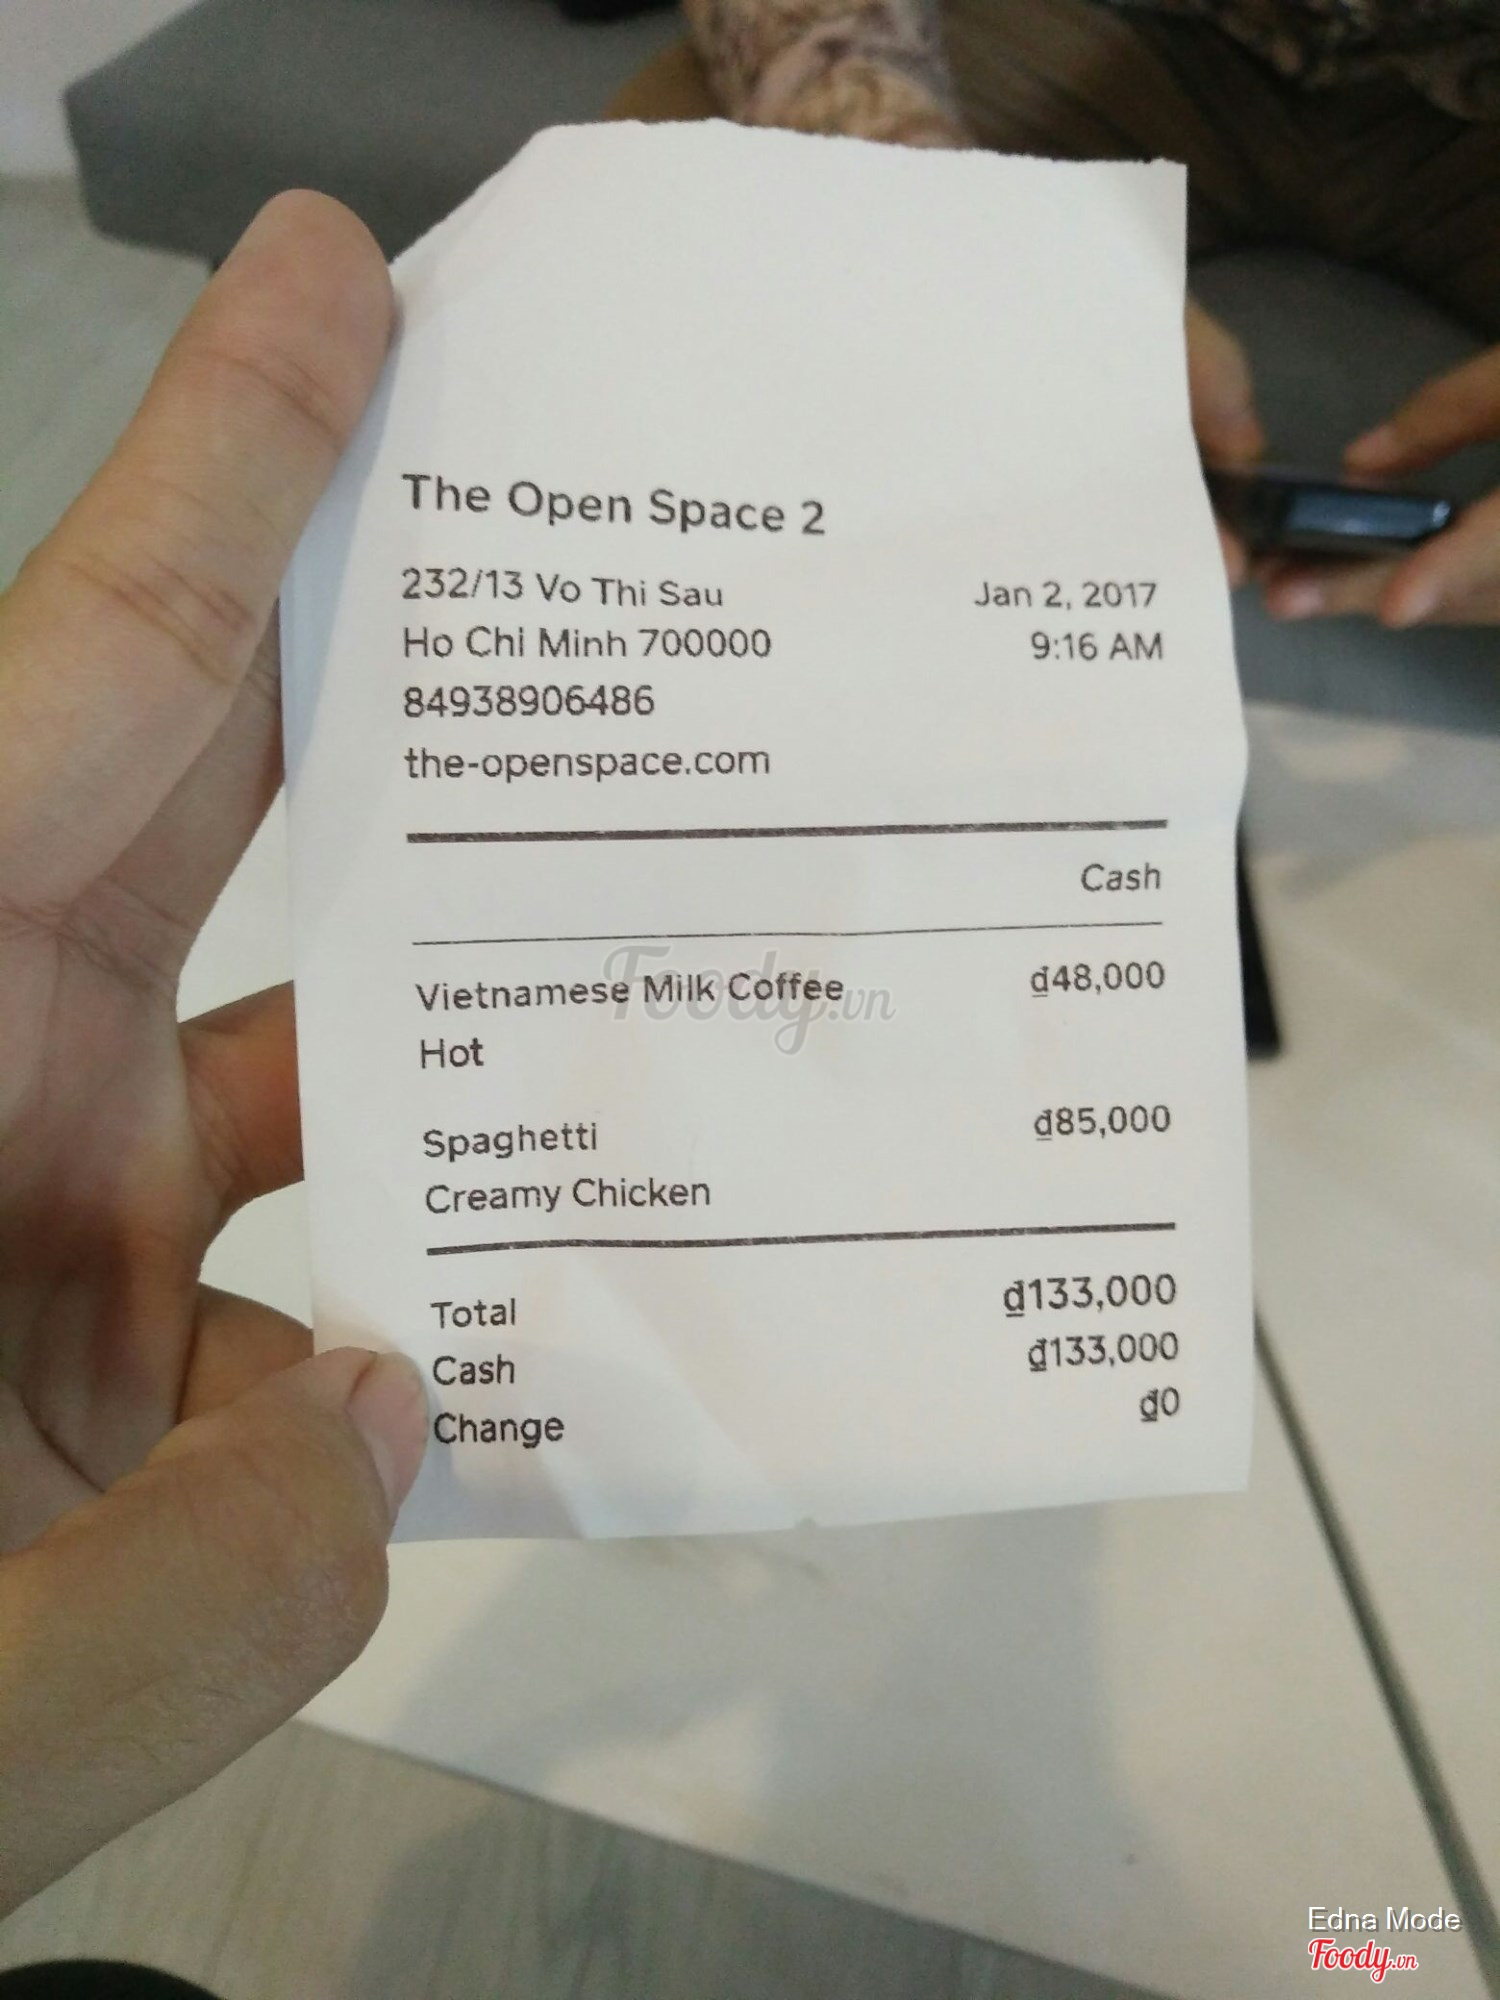 The Open Space 2
232/13 Vo Thi Sau Jan 2, 2017
Ho Chi Minh 700000 9:16 AM
84938906486
the-openspace.com
Cash
Vietnamese Milk Coffee ₫48,000
Hot
Spaghetti ₫85,000
Creamy Chicken
Total ₫133,000
Cash ₫133,000
Change ₫0
Foody.vn
Edna Mode
Foody.vn